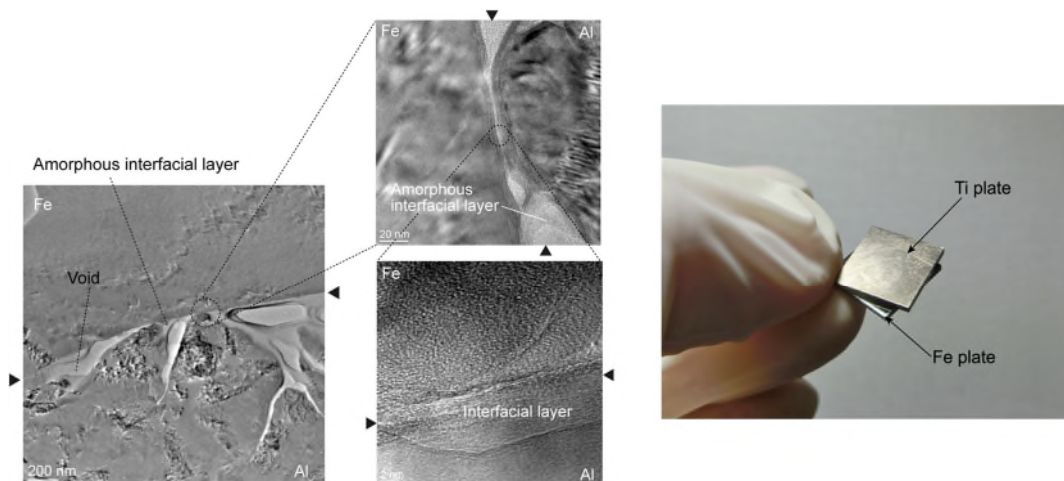 Fe
Al
Amorphous interfacial layer
Fe
Void
200 nm
Al
Amorphous
interfacial layer
20 nm
Fe
Interfacial layer
2 nm
Al
Ti plate
Fe plate